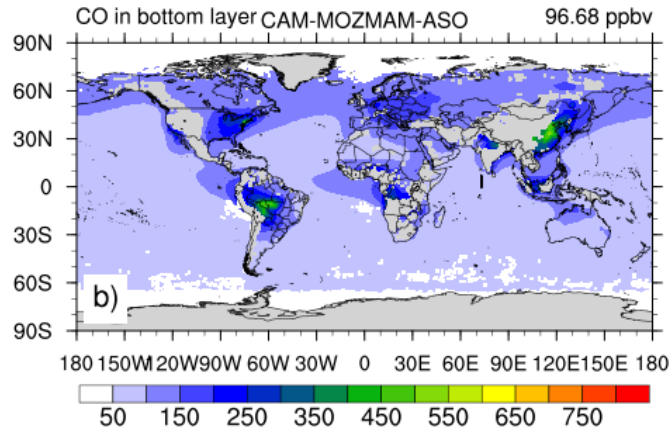 CO in bottom layer CAM-MOZMAM-ASO 96.68 ppbv
90N
60N
30N
0
30S
60S
90S
b)
180 150W 120W 90W 60W 30W 0 30E 60E 90E 120E 150E 180
50 150 250 350 450 550 650 750